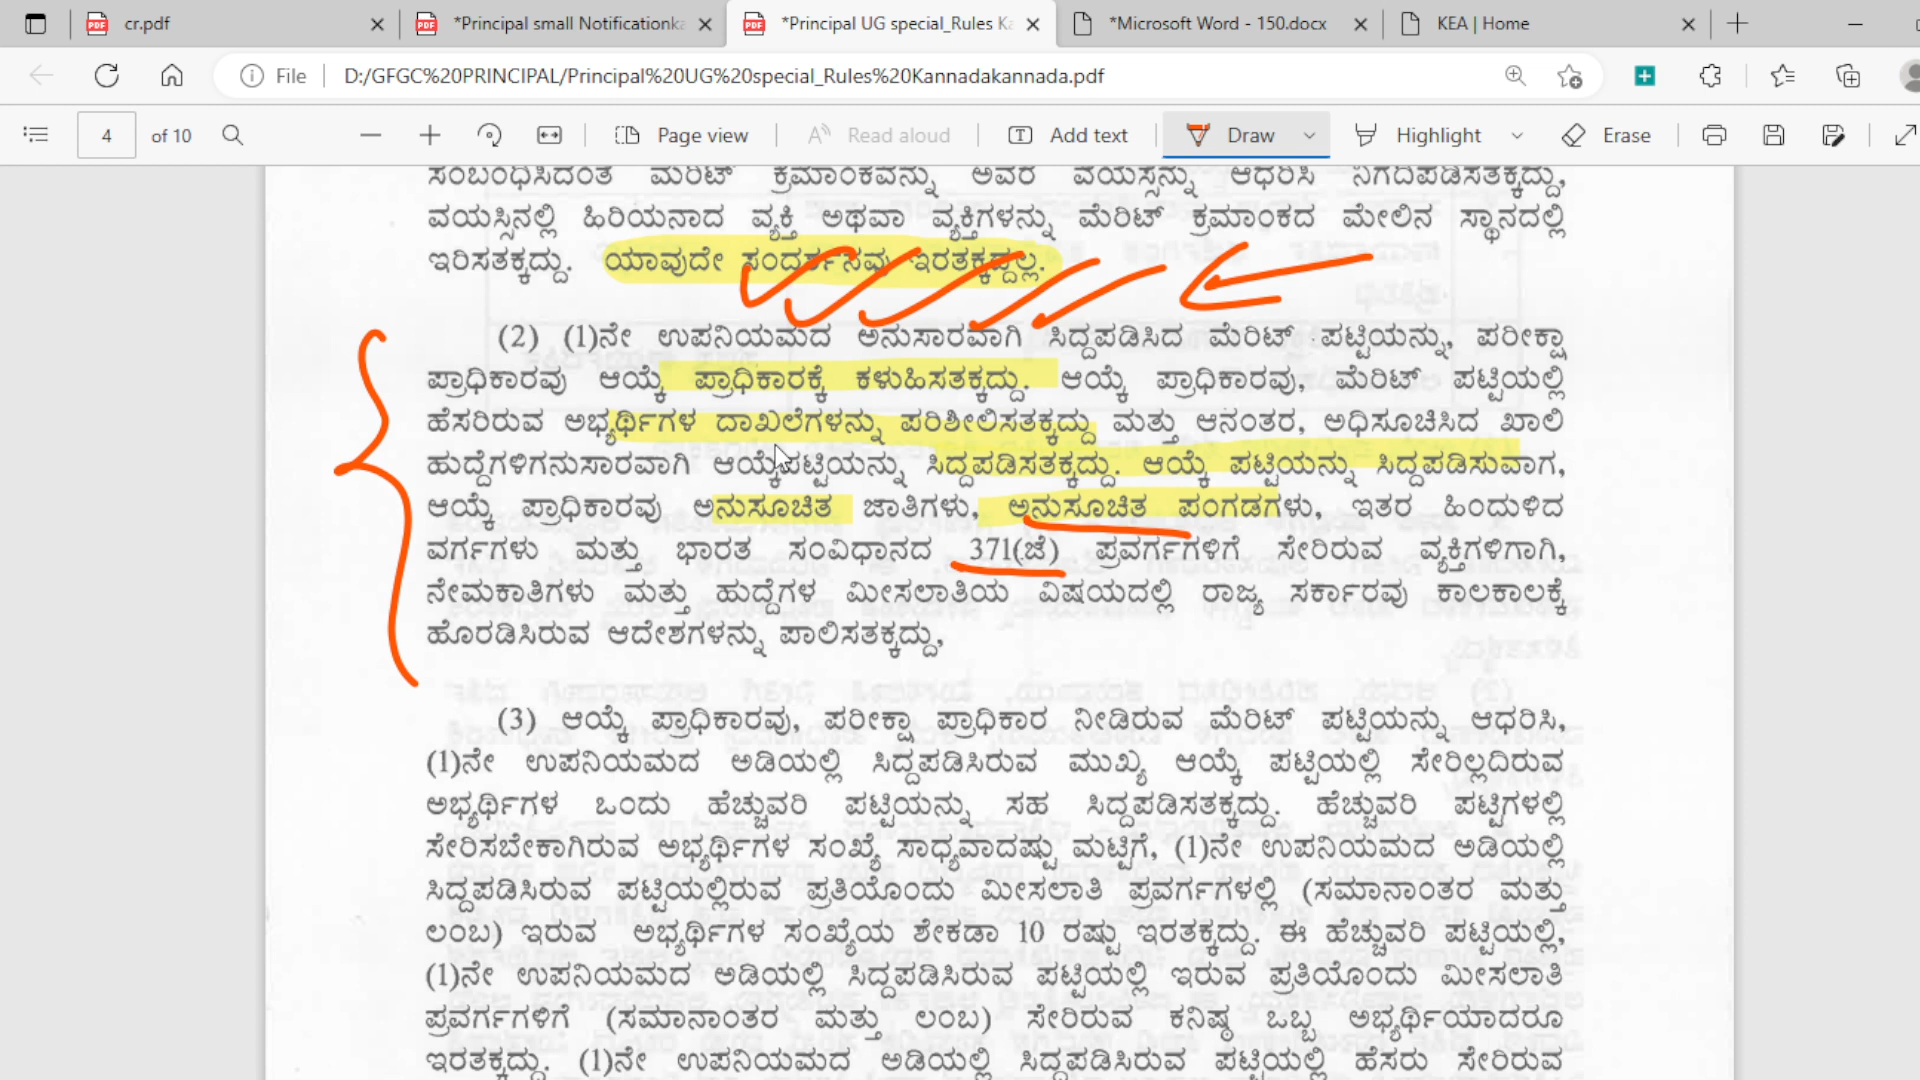 cr.pdf
*Principal small Notificationka
*Principal UG special_Rules Ka
*Microsoft Word - 150.docx
KEA | Home
File
D:/GFGC%20PRINCIPAL/Principal%20UG%20special_Rules%20Kannadakannada.pdf
4 of 10
Page view
Read aloud
Add text
Draw
Highlight
Erase
ಸಂಬಂಧಿಸಿದಂತೆ ಮೆರಿಟ್ ಕ್ರಮಾಂಕವನ್ನು ಅವರ ವಯಸ್ಸನ್ನು ಆಧರಿಸಿ ನಿಗದಿಪಡಿಸತಕ್ಕದ್ದು,
ವಯಸ್ಸಿನಲ್ಲಿ ಹಿರಿಯನಾದ ವ್ಯಕ್ತಿ ಅಥವಾ ವ್ಯಕ್ತಿಗಳನ್ನು ಮೆರಿಟ್ ಕ್ರಮಾಂಕದ ಮೇಲಿನ ಸ್ಥಾನದಲ್ಲಿ
ಇರಿಸತಕ್ಕದ್ದು. ಯಾವುದೇ ಸಂದರ್ಶನವು ಇರತಕ್ಕದ್ದಲ್ಲ.
(2) (1)ನೇ ಉಪನಿಯಮದ ಅನುಸಾರವಾಗಿ ಸಿದ್ದಪಡಿಸಿದ ಮೆರಿಟ್ ಪಟ್ಟಿಯನ್ನು, ಪರೀಕ್ಷಾ
ಪ್ರಾಧಿಕಾರವು ಆಯ್ಕೆ ಪ್ರಾಧಿಕಾರಕ್ಕೆ ಕಳುಹಿಸತಕ್ಕದ್ದು. ಆಯ್ಕೆ ಪ್ರಾಧಿಕಾರವು, ಮೆರಿಟ್ ಪಟ್ಟಿಯಲ್ಲಿ
ಹೆಸರಿರುವ ಅಭ್ಯರ್ಥಿಗಳ ದಾಖಲೆಗಳನ್ನು ಪರಿಶೀಲಿಸತಕ್ಕದ್ದು ಮತ್ತು ಆನಂತರ, ಅಧಿಸೂಚಿಸಿದ ಖಾಲಿ
ಹುದ್ದೆಗಳಿಗನುಸಾರವಾಗಿ ಆಯ್ಕೆಪಟ್ಟಿಯನ್ನು ಸಿದ್ದಪಡಿಸತಕ್ಕದ್ದು. ಆಯ್ಕೆ ಪಟ್ಟಿಯನ್ನು ಸಿದ್ದಪಡಿಸುವಾಗ,
ಆಯ್ಕೆ ಪ್ರಾಧಿಕಾರವು ಅನುಸೂಚಿತ ಜಾತಿಗಳು, ಅನುಸೂಚಿತ ಪಂಗಡಗಳು, ಇತರ ಹಿಂದುಳಿದ
ವರ್ಗಗಳು ಮತ್ತು ಭಾರತ ಸಂವಿಧಾನದ 371(ಜೆ) ಪ್ರವರ್ಗಗಳಿಗೆ ಸೇರಿರುವ ವ್ಯಕ್ತಿಗಳಿಗಾಗಿ,
ನೇಮಕಾತಿಗಳು ಮತ್ತು ಹುದ್ದೆಗಳ ಮೀಸಲಾತಿಯ ವಿಷಯದಲ್ಲಿ ರಾಜ್ಯ ಸರ್ಕಾರವು ಕಾಲಕಾಲಕ್ಕೆ
ಹೊರಡಿಸಿರುವ ಆದೇಶಗಳನ್ನು ಪಾಲಿಸತಕ್ಕದ್ದು,
(3) ಆಯ್ಕೆ ಪ್ರಾಧಿಕಾರವು, ಪರೀಕ್ಷಾ ಪ್ರಾಧಿಕಾರ ನೀಡಿರುವ ಮೆರಿಟ್ ಪಟ್ಟಿಯನ್ನು ಆಧರಿಸಿ,
(1)ನೇ ಉಪನಿಯಮದ ಅಡಿಯಲ್ಲಿ ಸಿದ್ದಪಡಿಸಿರುವ ಮುಖ್ಯ ಆಯ್ಕೆ ಪಟ್ಟಿಯಲ್ಲಿ ಸೇರಿಲ್ಲದಿರುವ
ಅಭ್ಯರ್ಥಿಗಳ ಒಂದು ಹೆಚ್ಚುವರಿ ಪಟ್ಟಿಯನ್ನು ಸಹ ಸಿದ್ದಪಡಿಸತಕ್ಕದ್ದು. ಹೆಚ್ಚುವರಿ ಪಟ್ಟಿಗಳಲ್ಲಿ
ಸೇರಿಸಬೇಕಾಗಿರುವ ಅಭ್ಯರ್ಥಿಗಳ ಸಂಖ್ಯೆ ಸಾಧ್ಯವಾದಷ್ಟು ಮಟ್ಟಿಗೆ, (1)ನೇ ಉಪನಿಯಮದ ಅಡಿಯಲ್ಲಿ
ಸಿದ್ದಪಡಿಸಿರುವ ಪಟ್ಟಿಯಲ್ಲಿರುವ ಪ್ರತಿಯೊಂದು ಮೀಸಲಾತಿ ಪ್ರವರ್ಗಗಳಲ್ಲಿ (ಸಮಾನಾಂತರ ಮತ್ತು
ಲಂಬ) ಇರುವ ಅಭ್ಯರ್ಥಿಗಳ ಸಂಖ್ಯೆಯ ಶೇಕಡಾ 10 ರಷ್ಟು ಇರತಕ್ಕದ್ದು. ಈ ಹೆಚ್ಚುವರಿ ಪಟ್ಟಿಯಲ್ಲಿ,
(1)ನೇ ಉಪನಿಯಮದ ಅಡಿಯಲ್ಲಿ ಸಿದ್ದಪಡಿಸಿರುವ ಪಟ್ಟಿಯಲ್ಲಿ ಇರುವ ಪ್ರತಿಯೊಂದು ಮೀಸಲಾತಿ
ಪ್ರವರ್ಗಗಳಿಗೆ (ಸಮಾನಾಂತರ ಮತ್ತು ಲಂಬ) ಸೇರಿರುವ ಕನಿಷ್ಠ ಒಬ್ಬ ಅಭ್ಯರ್ಥಿಯಾದರೂ
ಇರತಕ್ಕದ್ದು. (1)ನೇ ಉಪನಿಯಮದ ಅಡಿಯಲ್ಲಿ ಸಿದ್ದಪಡಿಸಿರುವ ಪಟ್ಟಿಯಲ್ಲಿ ಹೆಸರು ಸೇರಿರುವ